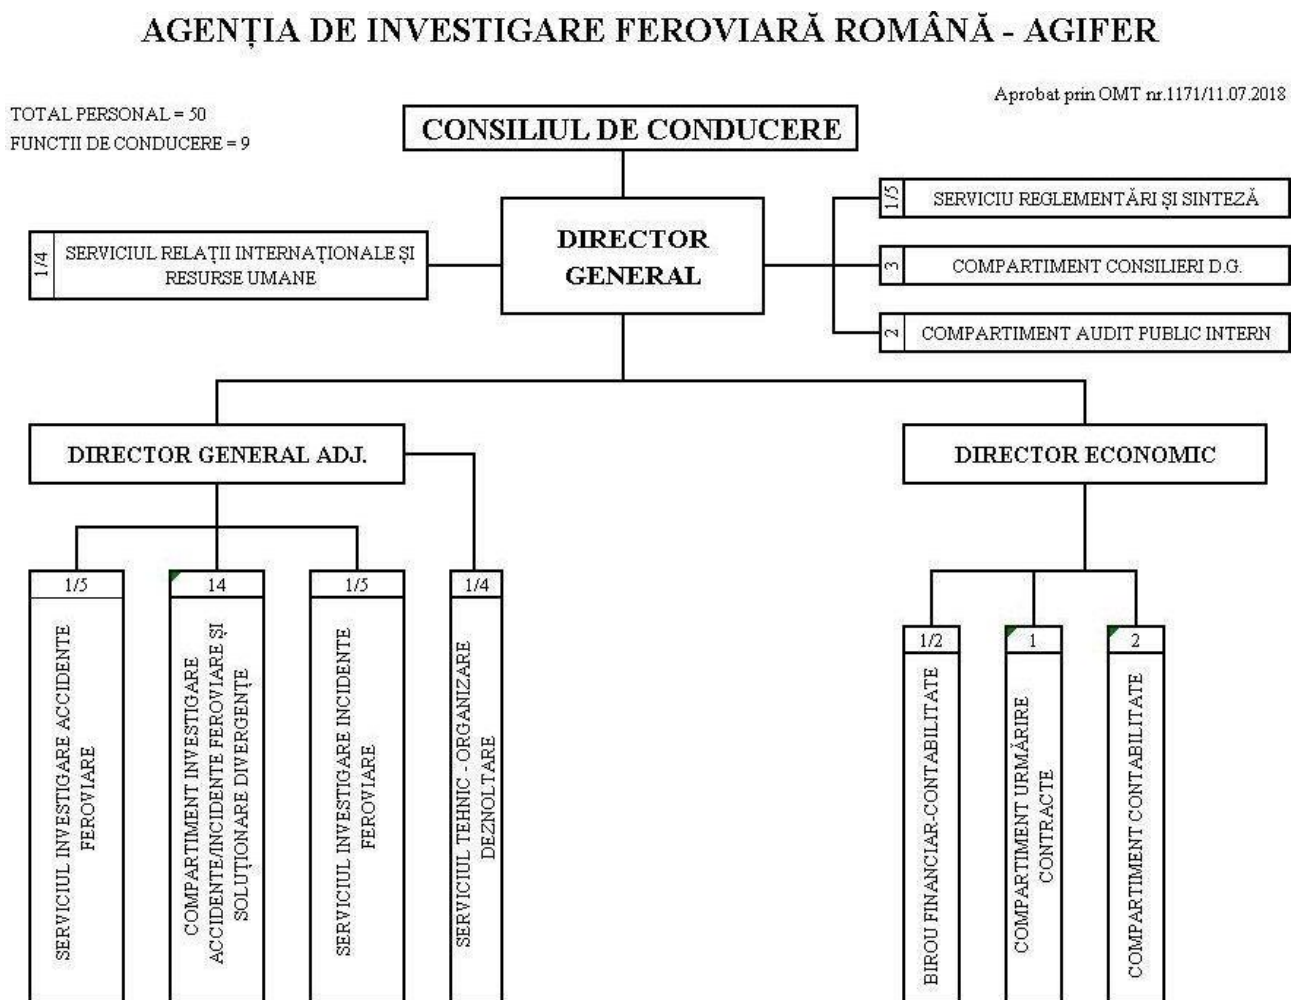 AGENȚIA DE INVESTIGARE FEROVIARĂ ROMÂNĂ - AGIFER
Aprobat prin OMT nr.1171/11.07.2018
TOTAL PERSONAL = 50
FUNCTII DE CONDUCERE = 9
CONSILIUL DE CONDUCERE
DIRECTOR
GENERAL
1/4
SERVICIUL RELAȚII INTERNAȚIONALE ȘI
RESURSE UMANE
1/5
SERVICIU REGLEMENTĂRI ȘI SINTEZĂ
3
COMPARTIMENT CONSILIERI D.G.
2
COMPARTIMENT AUDIT PUBLIC INTERN
DIRECTOR GENERAL ADJ.
DIRECTOR ECONOMIC
1/5
SERVICIUL INVESTIGARE ACCIDENTE
FEROVIARE
14
COMPARTIMENT INVESTIGARE
ACCIDENTE/INCIDENTE FEROVIARE ȘI
SOLUȚIONARE DIVERGENȚE
1/5
SERVICIUL INVESTIGARE INCIDENTE
FEROVIARE
1/4
SERVICIUL TEHNIC - ORGANIZARE
DEZNOLTARE
1/2
BIROU FINANCIAR-CONTABILITATE
1
COMPARTIMENT URMĂRIRE
CONTRACTE
2
COMPARTIMENT CONTABILITATE